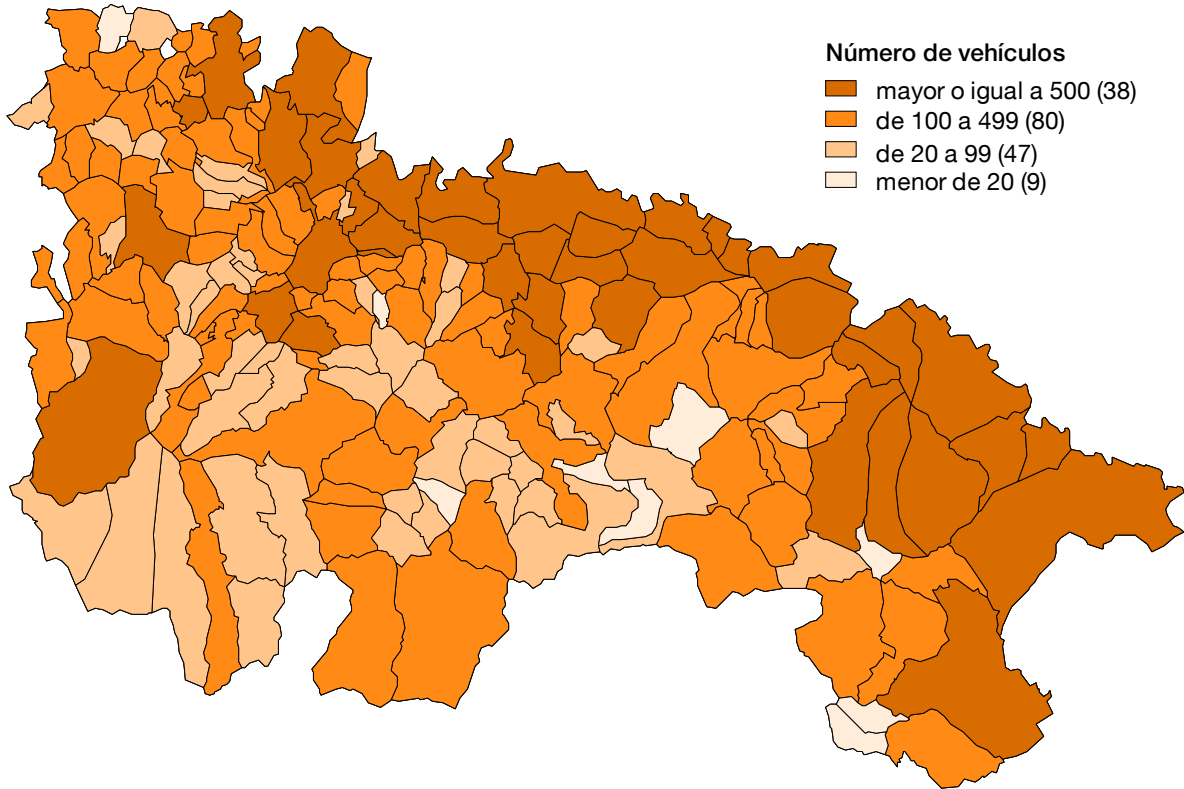 Número de vehículos
mayor o igual a 500 (38)
de 100 a 499 (80)
de 20 a 99 (47)
menor de 20 (9)